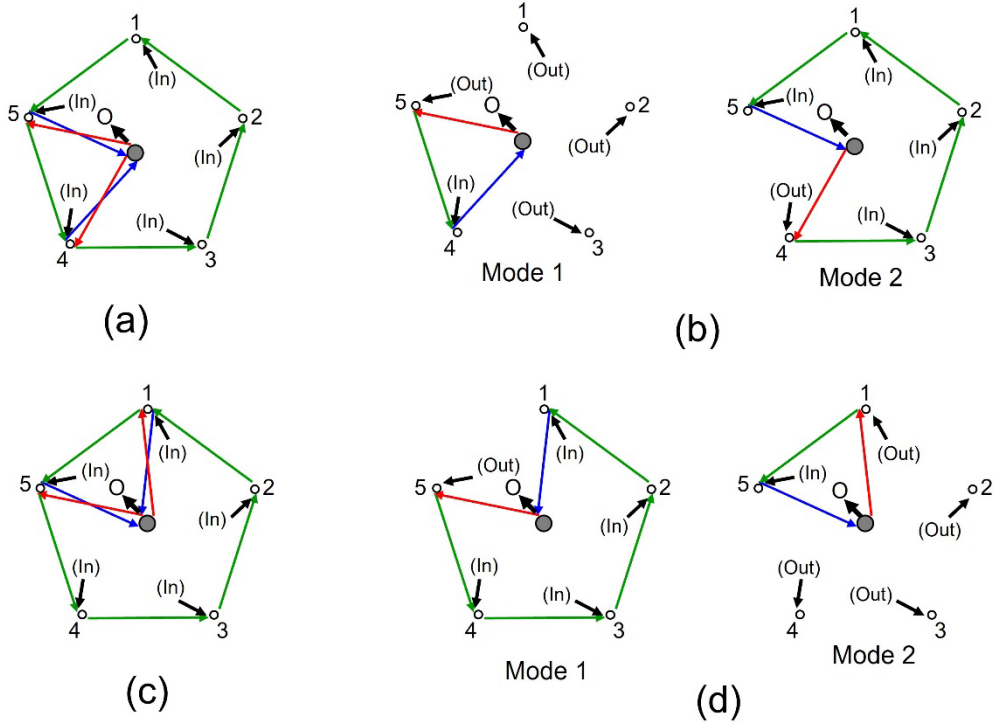 1
(In)
5
(In)
O
2
(In)
(In)
(In)
4
3
(a)
1
(Out)
5
(Out)
O
2
(Out)
(In)
(Out)
4
3
Mode 1
1
(In)
5
(In)
O
2
(In)
(Out)
(In)
4
3
Mode 2
(b)
1
(In)
5
(In)
O
2
(In)
(In)
(In)
4
3
(c)
1
(In)
5
(Out)
O
2
(In)
(In)
(In)
4
3
Mode 1
1
(Out)
5
(In)
O
2
(Out)
(Out)
(Out)
4
3
Mode 2
(d)